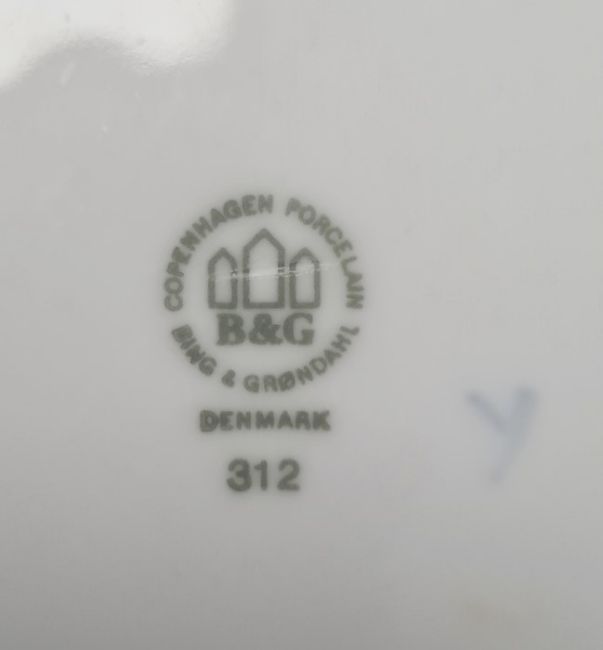 COPENHAGEN PORCELAIN
B&G
BING & GRØNDAHL
DENMARK
312
y